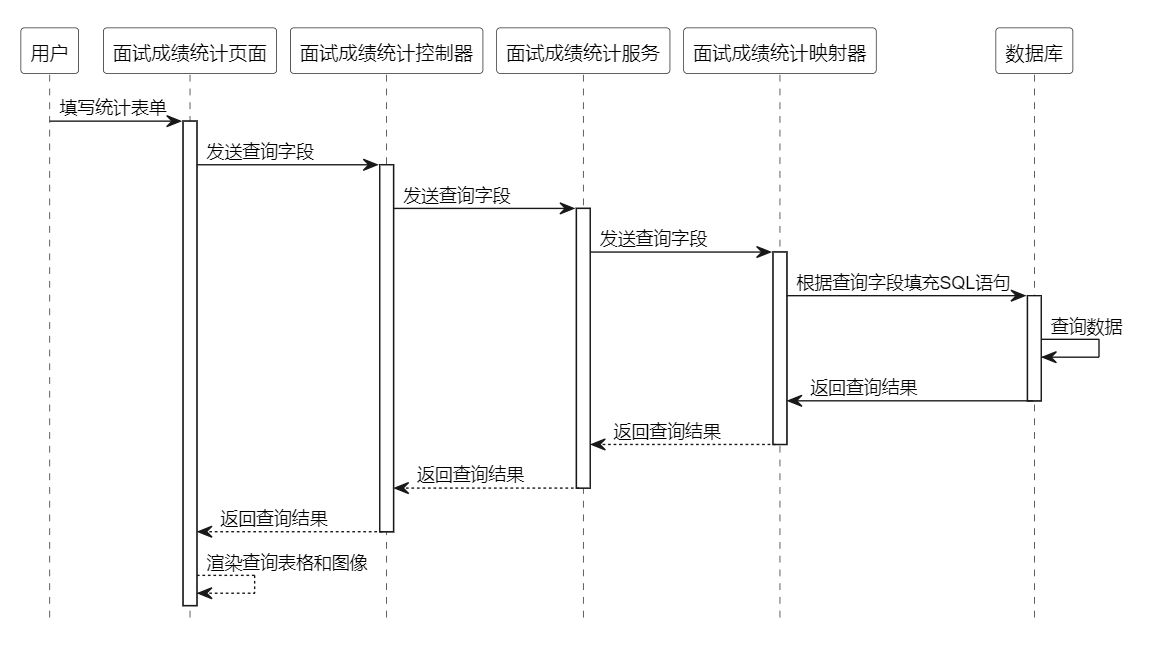 用户
面试成绩统计页面
面试成绩统计控制器
面试成绩统计服务
面试成绩统计映射器
数据库
填写统计表单
发送查询字段
发送查询字段
发送查询字段
根据查询字段填充SQL语句
查询数据
返回查询结果
返回查询结果
返回查询结果
返回查询结果
渲染查询表格和图像